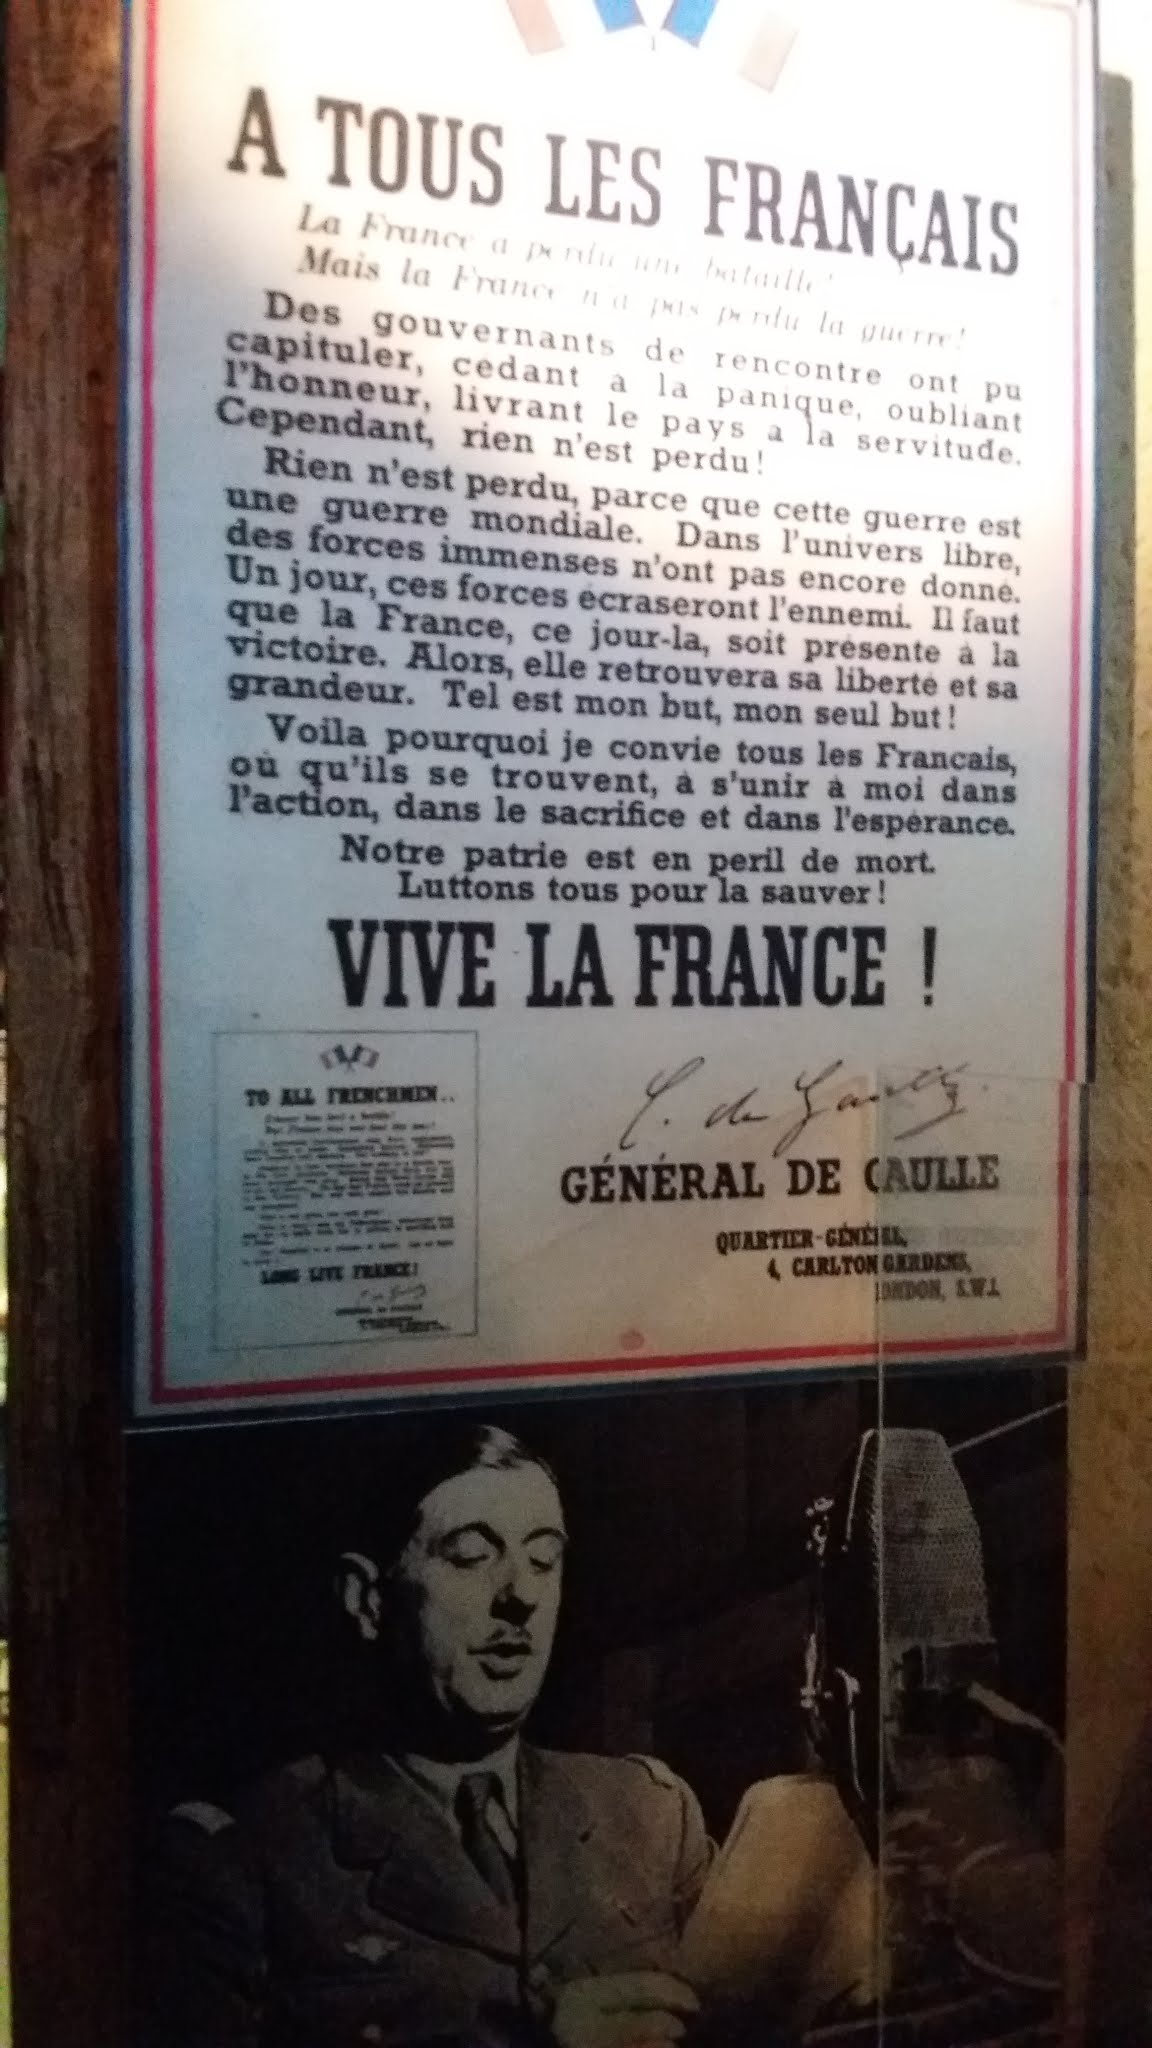 A TOUS LES FRANÇAIS
La France a perdu une bataille!
Mais la France n'a pas perdu la guerre!
Des gouvernants de rencontre ont pu
capituler, cédant à la panique, oubliant
l'honneur, livrant le pays à la servitude.
Cependant, rien n'est perdu!
Rien n'est perdu, parce que cette guerre est
une guerre mondiale. Dans l'univers libre,
des forces immenses n'ont pas encore donné.
Un jour, ces forces écraseront l'ennemi. Il faut
que la France, ce jour-là, soit présente à la
victoire. Alors, elle retrouvera sa liberté et sa
grandeur. Tel est mon but, mon seul but!
Voilà pourquoi je convie tous les Français,
où qu'ils se trouvent, à s'unir à moi dans
l'action, dans le sacrifice et dans l'espérance.
Notre patrie est en péril de mort.
Luttons tous pour la sauver!
VIVE LA FRANCE !
C. de Gaulle.
GÉNÉRAL DE GAULLE
QUARTIER-GÉNÉRAL,
4, CARLTON GARDENS,
LONDON, S.W.1.
TO ALL FRENCHMEN..
LONG LIVE FRANCE!